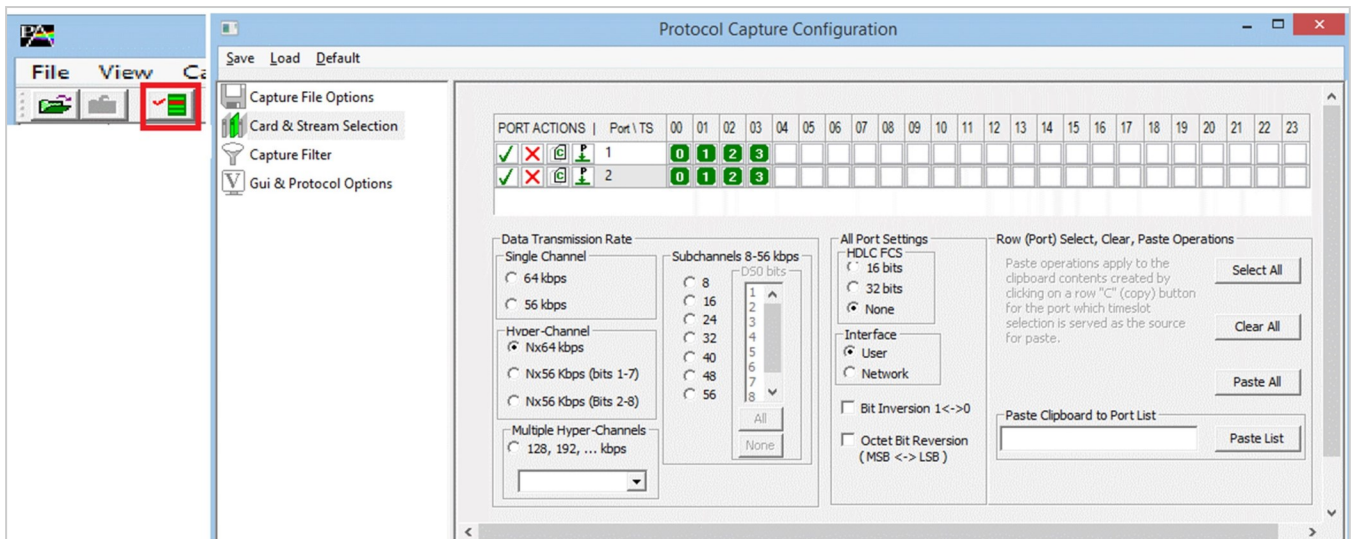 PA
File View Ca
Protocol Capture Configuration
Save Load Default
Capture File Options
Card & Stream Selection
Capture Filter
Gui & Protocol Options
PORT ACTIONS | Port \ TS 00 01 02 03 04 05 06 07 08 09 10 11 12 13 14 15 16 17 18 19 20 21 22 23
C P 1 0 1 2 3
C P 2 0 1 2 3
Data Transmission Rate
Single Channel
64 kbps
56 kbps
Hyper-Channel
Nx64 kbps
Nx56 Kbps (bits 1-7)
Nx56 Kbps (Bits 2-8)
Multiple Hyper-Channels
128, 192, ... kbps
Subchannels 8-56 kbps
8
16
24
32
40
48
56
DS0 bits
1
2
3
4
5
6
7
8
All
None
All Port Settings
HDLC FCS
16 bits
32 bits
None
Interface
User
Network
Bit Inversion 1<->0
Octet Bit Reversion
( MSB <-> LSB )
Row (Port) Select, Clear, Paste Operations
Paste operations apply to the
clipboard contents created by
clicking on a row "C" (copy) button
for the port which timeslot
selection is served as the source
for paste.
Select All
Clear All
Paste All
Paste Clipboard to Port List
Paste List